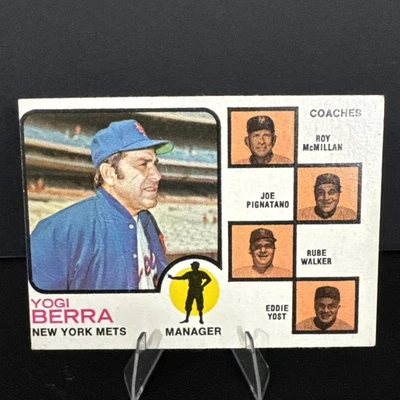 COACHES
ROY
McMILLAN
JOE
PIGNATANO
RUBE
WALKER
EDDIE
YOST
YOGI
BERRA
NEW YORK METS
MANAGER